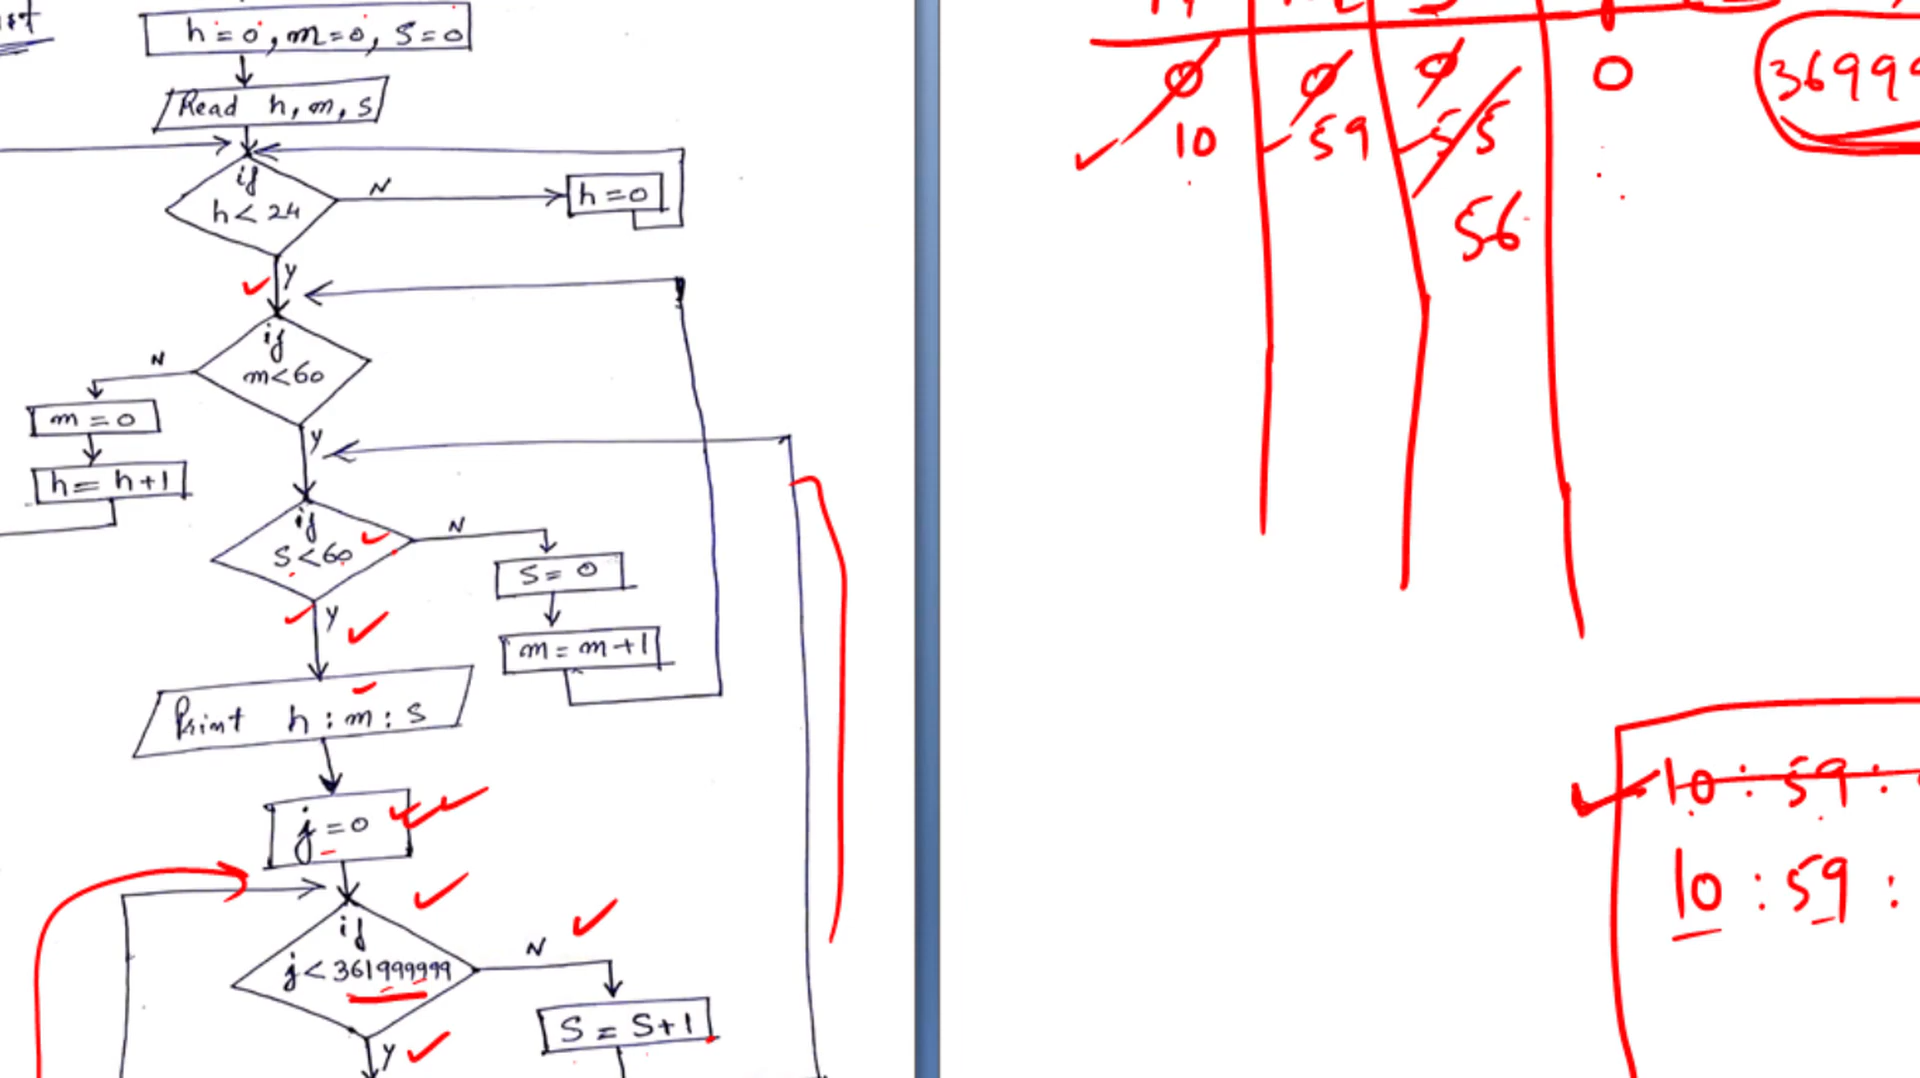 h=0, m=0, s=0
Read h, m, s
if
h < 24
N
h = 0
Y
if
m<60
N
m = 0
h = h+1
Y
if
s<60
N
s = 0
m = m+1
Y
Print h : m : s
j = 0
if
j < 361999999
N
s = s+1
Y
0 0 0 0
10 59 55
56
36999
10 : 59 :
10 : 59 :